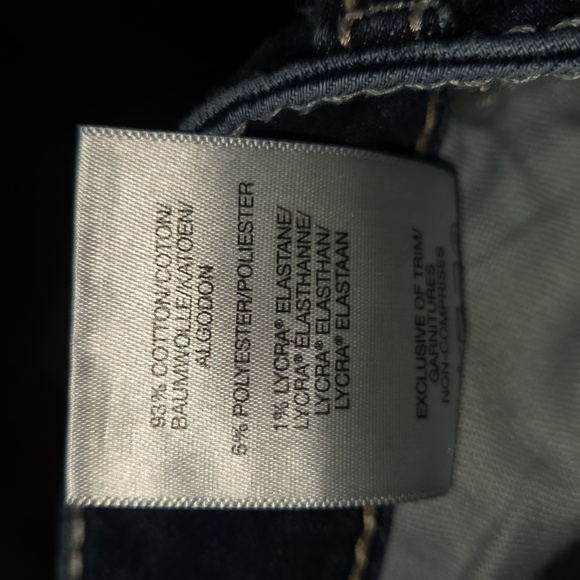 93% COTTON/COTON/
BAUMWOLLE/KATOEN/
ALGODON
6% POLYESTER/POLIESTER
1% LYCRA® ELASTANE/
LYCRA® ELASTHANNE/
LYCRA® ELASTHAN/
LYCRA® ELASTAAN
EXCLUSIVE OF TRIM/
GARNITURES
NON-COMPRISES